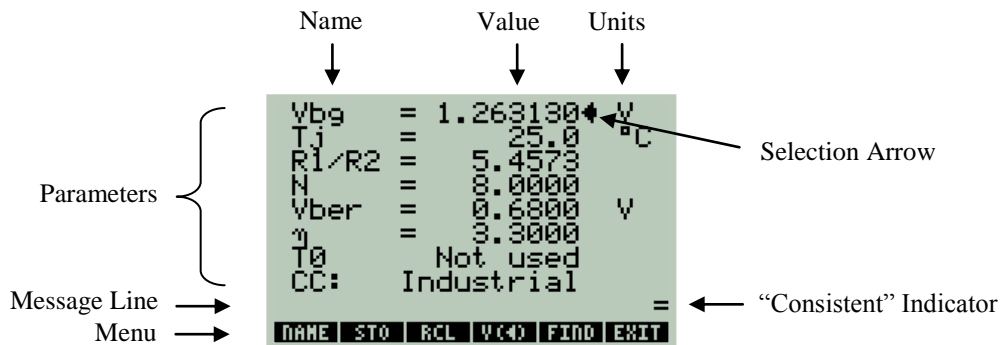 Name Value Units
Vbg = 1.263130 V
Tj = 25.0 °C
R1/R2 = 5.4573
N = 8.0000
Vber = 0.6800 V
η = 3.3000
T0 Not used
CC: Industrial
=
NAME STO RCL V(4) FIND EXIT
Parameters
Message Line
Menu
Selection Arrow
“Consistent” Indicator